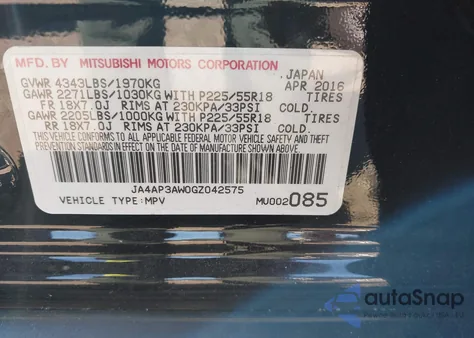 MFD. BY MITSUBISHI MOTORS CORPORATION
JAPAN
GVWR 4343LBS/1970KG APR 2016
GAWR 2271LBS/1030KG WITH P225/55R18 TIRES
FR 18X7.0J RIMS AT 230KPA/33PSI COLD.
GAWR 2205LBS/1000KG WITH P225/55R18 TIRES
RR 18X7.0J RIMS AT 230KPA/33PSI COLD.
THIS VEHICLE CONFORMS TO ALL APPLICABLE FEDERAL MOTOR VEHICLE SAFETY AND THEFT PREVENTION STANDARDS IN EFFECT ON THE DATE OF MANUFACTURE SHOWN ABOVE.
JA4AP3AW0GZ042575
VEHICLE TYPE:MPV MU002085
autoSnap